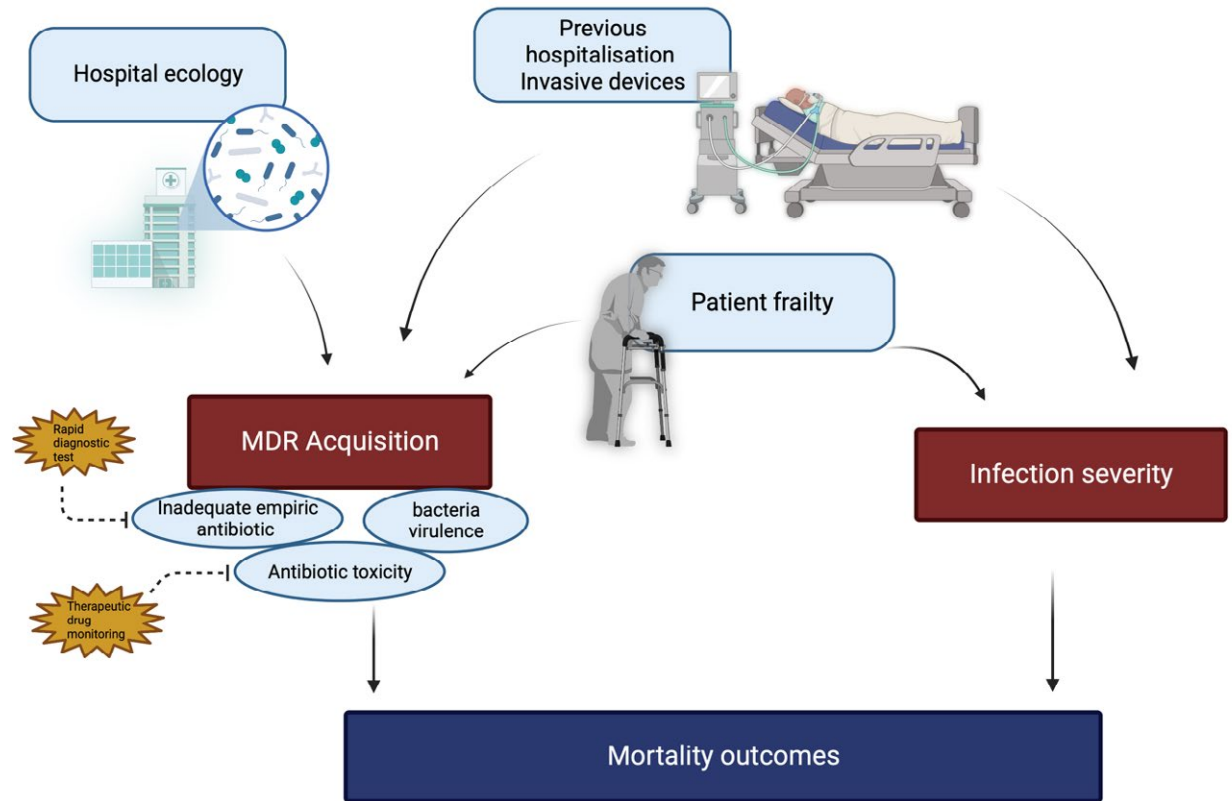 Hospital ecology
Previous
hospitalisation
Invasive devices
Patient frailty
MDR Acquisition
Infection severity
Rapid
diagnostic
test
Inadequate empiric
antibiotic
bacteria
virulence
Antibiotic toxicity
Therapeutic
drug
monitoring
Mortality outcomes